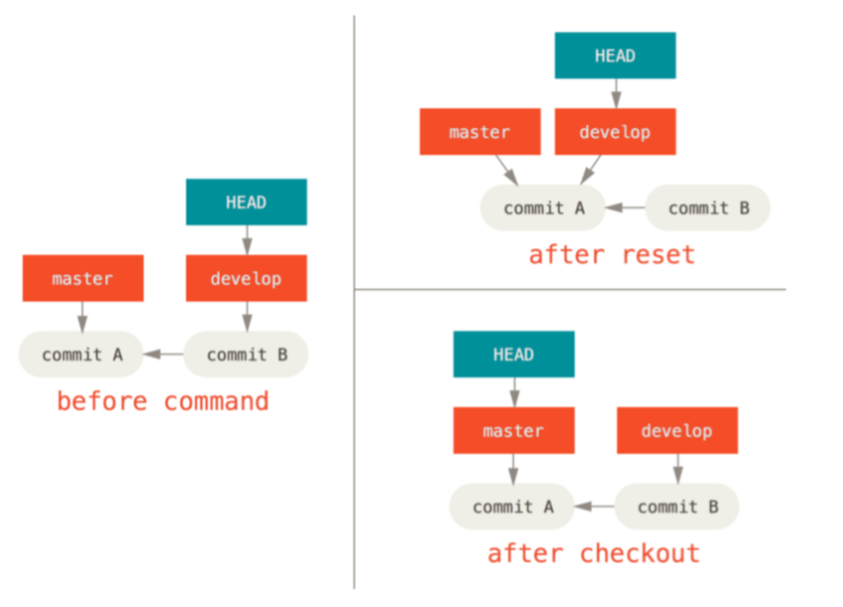 HEAD
master develop
commit A commit B
before command
HEAD
master develop
commit A commit B
after reset
HEAD
master develop
commit A commit B
after checkout